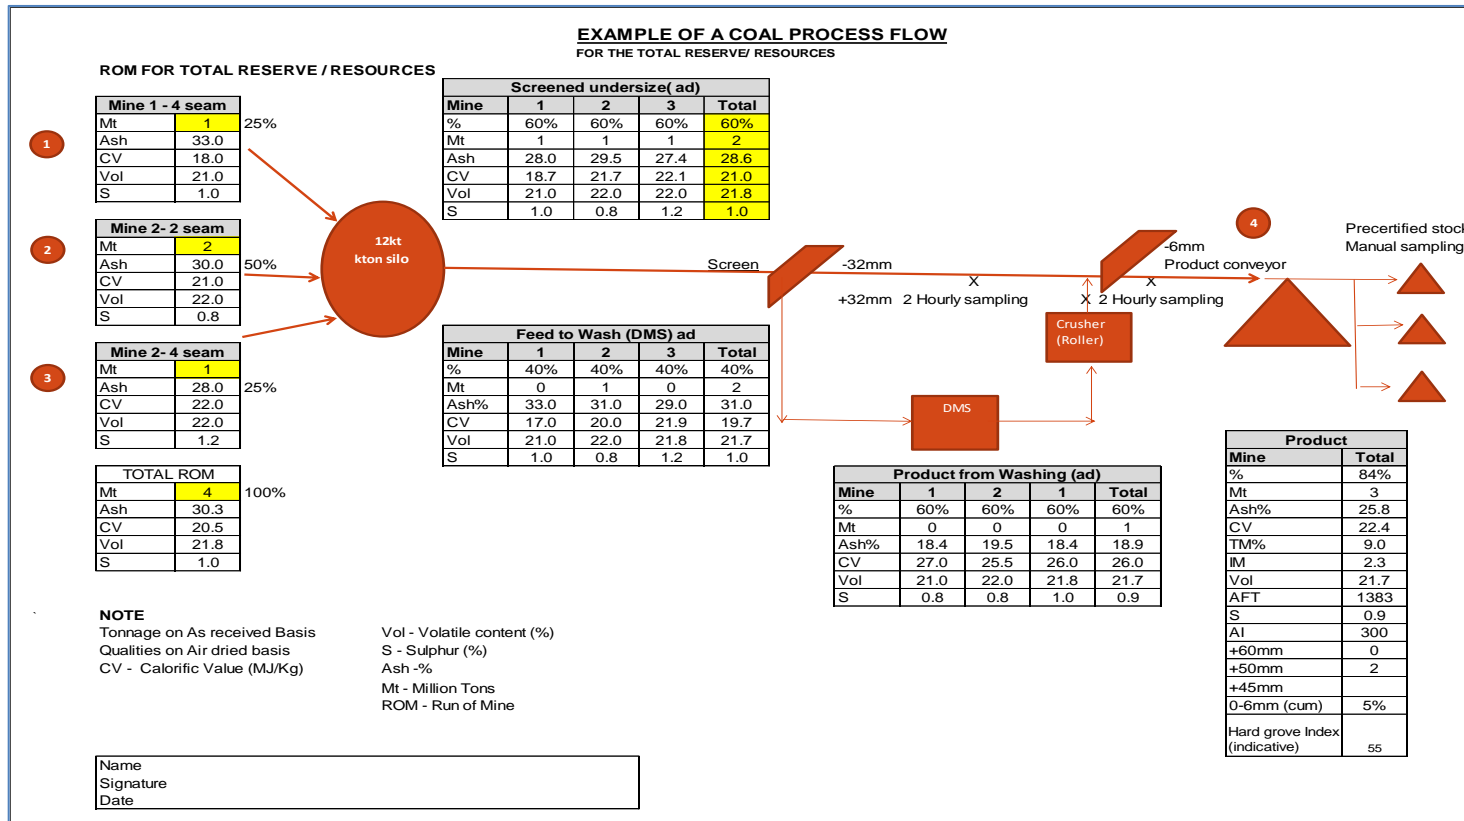 EXAMPLE OF A COAL PROCESS FLOW
FOR THE TOTAL RESERVE/ RESOURCES
ROM FOR TOTAL RESERVE / RESOURCES
Mine 1 - 4 seam
Mt 1 25%
Ash 33.0
CV 18.0
Vol 21.0
S 1.0
1
Mine 2- 2 seam
Mt 2
Ash 30.0 50%
CV 21.0
Vol 22.0
S 0.8
2
Mine 2- 4 seam
Mt 1
Ash 28.0 25%
CV 22.0
Vol 22.0
S 1.2
3
TOTAL ROM
Mt 4 100%
Ash 30.3
CV 20.5
Vol 21.8
S 1.0
12kt
kton silo
Screened undersize( ad)
Mine 1 2 3 Total
% 60% 60% 60% 60%
Mt 1 1 1 2
Ash 28.0 29.5 27.4 28.6
CV 18.7 21.7 22.1 21.0
Vol 21.0 22.0 22.0 21.8
S 1.0 0.8 1.2 1.0
Feed to Wash (DMS) ad
Mine 1 2 3 Total
% 40% 40% 40% 40%
Mt 0 1 0 2
Ash% 33.0 31.0 29.0 31.0
CV 17.0 20.0 21.9 19.7
Vol 21.0 22.0 21.8 21.7
S 1.0 0.8 1.2 1.0
Screen
-32mm
+32mm
X
2 Hourly sampling
DMS
Crusher
(Roller)
X
-6mm
Product conveyor
X
2 Hourly sampling
4
Precertified stock
Manual sampling
Product from Washing (ad)
Mine 1 2 1 Total
% 60% 60% 60% 60%
Mt 0 0 0 1
Ash% 18.4 19.5 18.4 18.9
CV 27.0 25.5 26.0 26.0
Vol 21.0 22.0 21.8 21.7
S 0.8 0.8 1.0 0.9
Product
Mine Total
% 84%
Mt 3
Ash% 25.8
CV 22.4
TM% 9.0
IM 2.3
Vol 21.7
AFT 1383
S 0.9
AI 300
+60mm 0
+50mm 2
+45mm
0-6mm (cum) 5%
Hard grove Index
(indicative) 55
`
NOTE
Tonnage on As received Basis
Qualities on Air dried basis
CV - Calorific Value (MJ/Kg)
Vol - Volatile content (%)
S - Sulphur (%)
Ash -%
Mt - Million Tons
ROM - Run of Mine
Name
Signature
Date